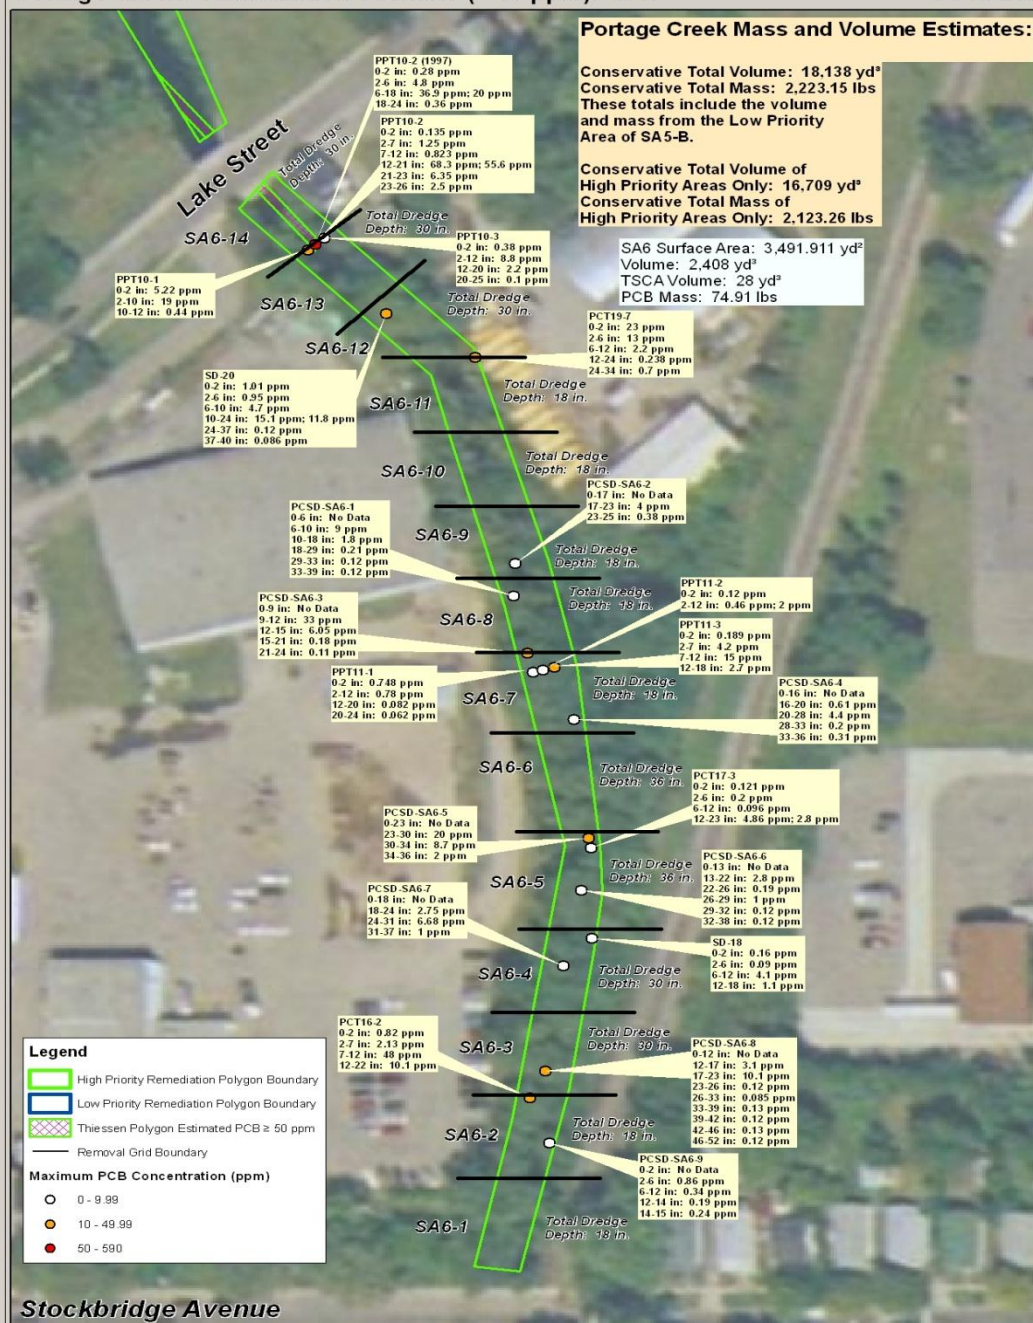 Portage Creek Mass and Volume Estimates:
Conservative Total Volume: 18,138 yd³
Conservative Total Mass: 2,223.15 lbs
These totals include the volume
and mass from the Low Priority
Area of SA5-B.
Conservative Total Volume of
High Priority Areas Only: 16,709 yd³
Conservative Total Mass of
High Priority Areas Only: 2,123.26 lbs
SA6 Surface Area: 3,491.911 yd²
Volume: 2,408 yd³
TSCA Volume: 28 yd³
PCB Mass: 74.91 lbs
PPT10-2 (1997)
0-2 in: 0.28 ppm
2-6 in: 4.8 ppm
6-18 in: 36.9 ppm; 20 ppm
18-24 in: 0.36 ppm
PPT10-2
0-2 in: 0.135 ppm
2-7 in: 1.25 ppm
7-12 in: 0.823 ppm
12-21 in: 68.3 ppm; 55.6 ppm
21-23 in: 6.35 ppm
23-26 in: 2.5 ppm
Lake Street
Total Dredge
Depth: 30 in.
SA6-14
Total Dredge
Depth: 30 in.
PPT10-3
0-2 in: 0.38 ppm
2-12 in: 8.8 ppm
12-20 in: 2.2 ppm
20-25 in: 0.1 ppm
PPT10-1
0-2 in: 5.22 ppm
2-10 in: 19 ppm
10-12 in: 0.44 ppm
SA6-13
Total Dredge
Depth: 30 in.
SA6-12
PCT19-7
0-2 in: 23 ppm
2-6 in: 13 ppm
6-12 in: 2.2 ppm
12-24 in: 0.238 ppm
24-34 in: 0.7 ppm
SD-20
0-2 in: 1.01 ppm
2-6 in: 0.95 ppm
6-10 in: 4.7 ppm
10-24 in: 15.1 ppm; 11.8 ppm
24-37 in: 0.12 ppm
37-40 in: 0.086 ppm
SA6-11
Total Dredge
Depth: 18 in.
SA6-10
Total Dredge
Depth: 18 in.
PCSD-SA6-2
0-17 in: No Data
17-23 in: 4 ppm
23-25 in: 0.38 ppm
PCSD-SA6-1
0-6 in: No Data
6-10 in: 9 ppm
10-18 in: 1.8 ppm
18-29 in: 0.21 ppm
29-33 in: 0.12 ppm
33-39 in: 0.12 ppm
SA6-9
Total Dredge
Depth: 18 in.
PCSD-SA6-3
0-9 in: No Data
9-12 in: 33 ppm
12-15 in: 6.05 ppm
15-21 in: 0.18 ppm
21-24 in: 0.11 ppm
SA6-8
Total Dredge
Depth: 18 in.
PPT11-2
0-2 in: 0.12 ppm
2-12 in: 0.46 ppm; 2 ppm
PPT11-3
0-2 in: 0.189 ppm
2-7 in: 4.2 ppm
7-12 in: 15 ppm
12-18 in: 2.7 ppm
PPT11-1
0-2 in: 0.748 ppm
2-12 in: 0.78 ppm
12-20 in: 0.082 ppm
20-24 in: 0.062 ppm
SA6-7
Total Dredge
Depth: 18 in.
PCSD-SA6-4
0-16 in: No Data
16-20 in: 0.61 ppm
20-28 in: 4.4 ppm
28-33 in: 0.2 ppm
33-36 in: 0.31 ppm
SA6-6
Total Dredge
Depth: 36 in.
PCT17-3
0-2 in: 0.121 ppm
2-6 in: 0.2 ppm
6-12 in: 0.096 ppm
12-23 in: 4.86 ppm; 2.8 ppm
PCSD-SA6-5
0-23 in: No Data
23-30 in: 20 ppm
30-34 in: 8.7 ppm
34-36 in: 2 ppm
SA6-5
Total Dredge
Depth: 36 in.
PCSD-SA6-6
0-13 in: No Data
13-22 in: 2.8 ppm
22-26 in: 0.19 ppm
26-29 in: 1 ppm
29-32 in: 0.12 ppm
32-38 in: 0.12 ppm
PCSD-SA6-7
0-18 in: No Data
18-24 in: 2.75 ppm
24-31 in: 6.68 ppm
31-37 in: 1 ppm
SD-18
0-2 in: 0.16 ppm
2-6 in: 0.09 ppm
6-12 in: 4.1 ppm
12-18 in: 1.1 ppm
SA6-4
Total Dredge
Depth: 30 in.
PCT16-2
0-2 in: 0.82 ppm
2-7 in: 2.13 ppm
7-12 in: 48 ppm
12-22 in: 10.1 ppm
SA6-3
Total Dredge
Depth: 30 in.
PCSD-SA6-8
0-12 in: No Data
12-17 in: 3.1 ppm
17-23 in: 10.1 ppm
23-26 in: 0.12 ppm
26-33 in: 0.085 ppm
33-39 in: 0.13 ppm
39-42 in: 0.12 ppm
42-46 in: 0.13 ppm
46-52 in: 0.12 ppm
SA6-2
Total Dredge
Depth: 18 in.
PCSD-SA6-9
0-2 in: No Data
2-6 in: 0.86 ppm
6-12 in: 0.34 ppm
12-14 in: 0.19 ppm
14-15 in: 0.24 ppm
SA6-1
Total Dredge
Depth: 18 in.
Legend
High Priority Remediation Polygon Boundary
Low Priority Remediation Polygon Boundary
Thiessen Polygon Estimated PCB ≥ 50 ppm
Removal Grid Boundary
Maximum PCB Concentration (ppm)
0 - 9.99
10 - 49.99
50 - 590
Stockbridge Avenue